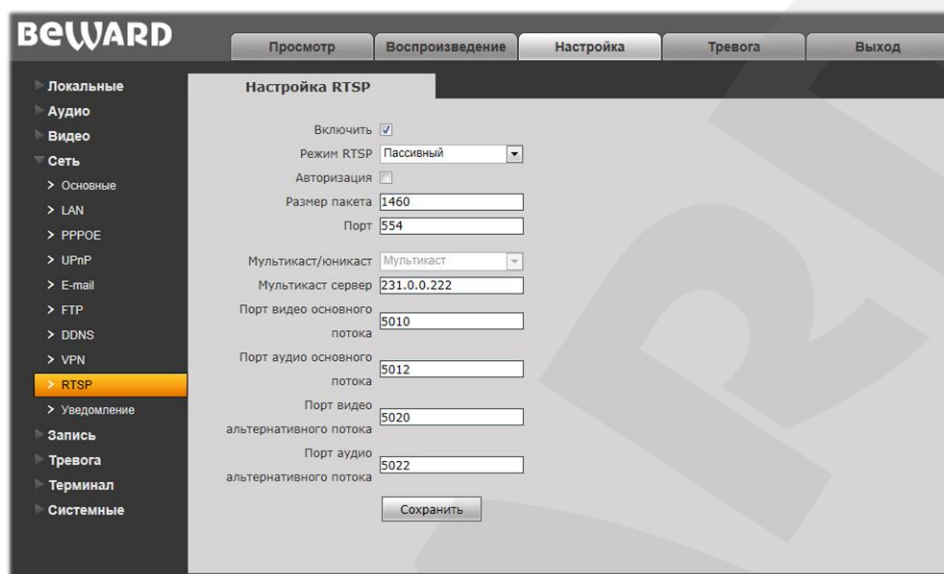 BEWARD
Просмотр Воспроизведение Настройка Тревога Выход
Локальные
Аудио
Видео
Сеть
> Основные
> LAN
> PPPOE
> UPnP
> E-mail
> FTP
> DDNS
> VPN
> RTSP
> Уведомление
Запись
Тревога
Терминал
Системные
Настройка RTSP
Включить
Режим RTSP Пассивный
Авторизация
Размер пакета 1460
Порт 554
Мультикаст/юникаст Мультикаст
Мультикаст сервер 231.0.0.222
Порт видео основного
потока 5010
Порт аудио основного
потока 5012
Порт видео
альтернативного потока 5020
Порт аудио
альтернативного потока 5022
Сохранить